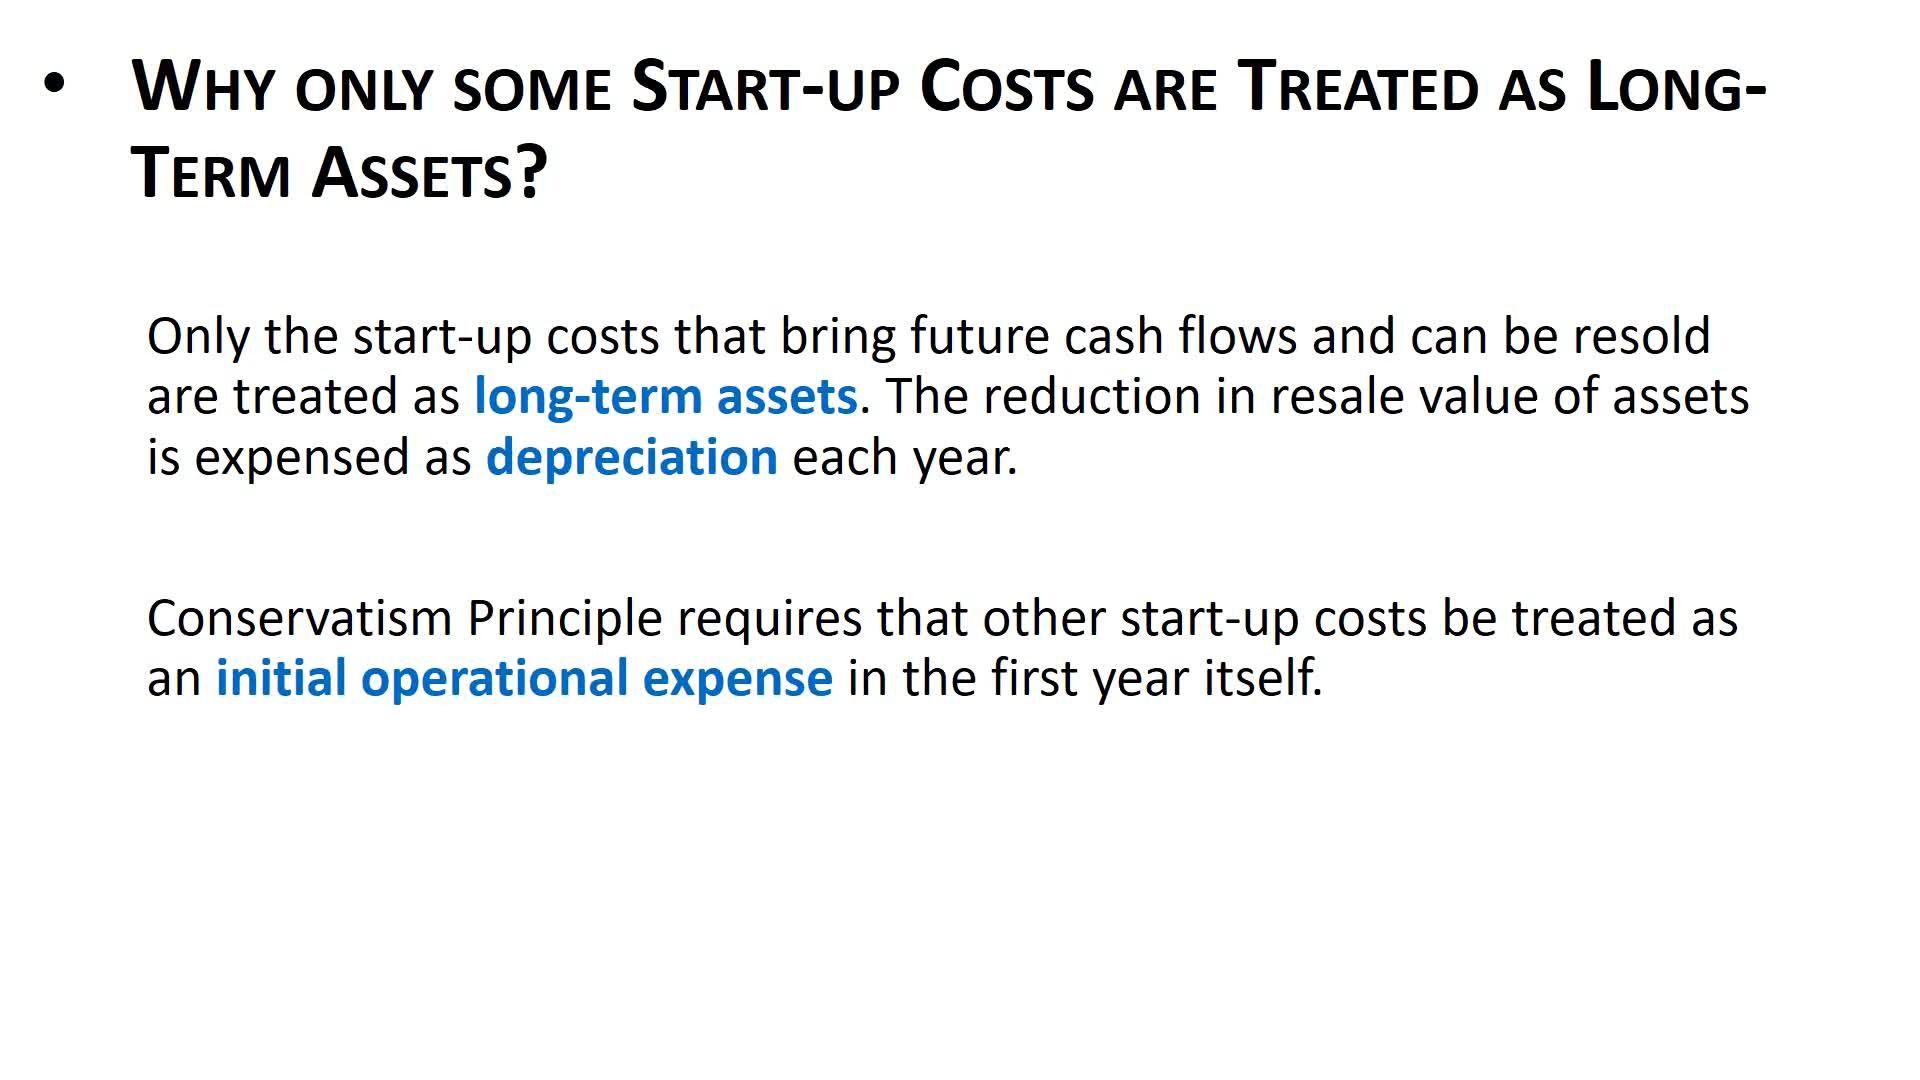 • Why only some Start-up Costs are Treated as Long-
Term Assets?
Only the start-up costs that bring future cash flows and can be resold
are treated as long-term assets. The reduction in resale value of assets
is expensed as depreciation each year.
Conservatism Principle requires that other start-up costs be treated as
an initial operational expense in the first year itself.